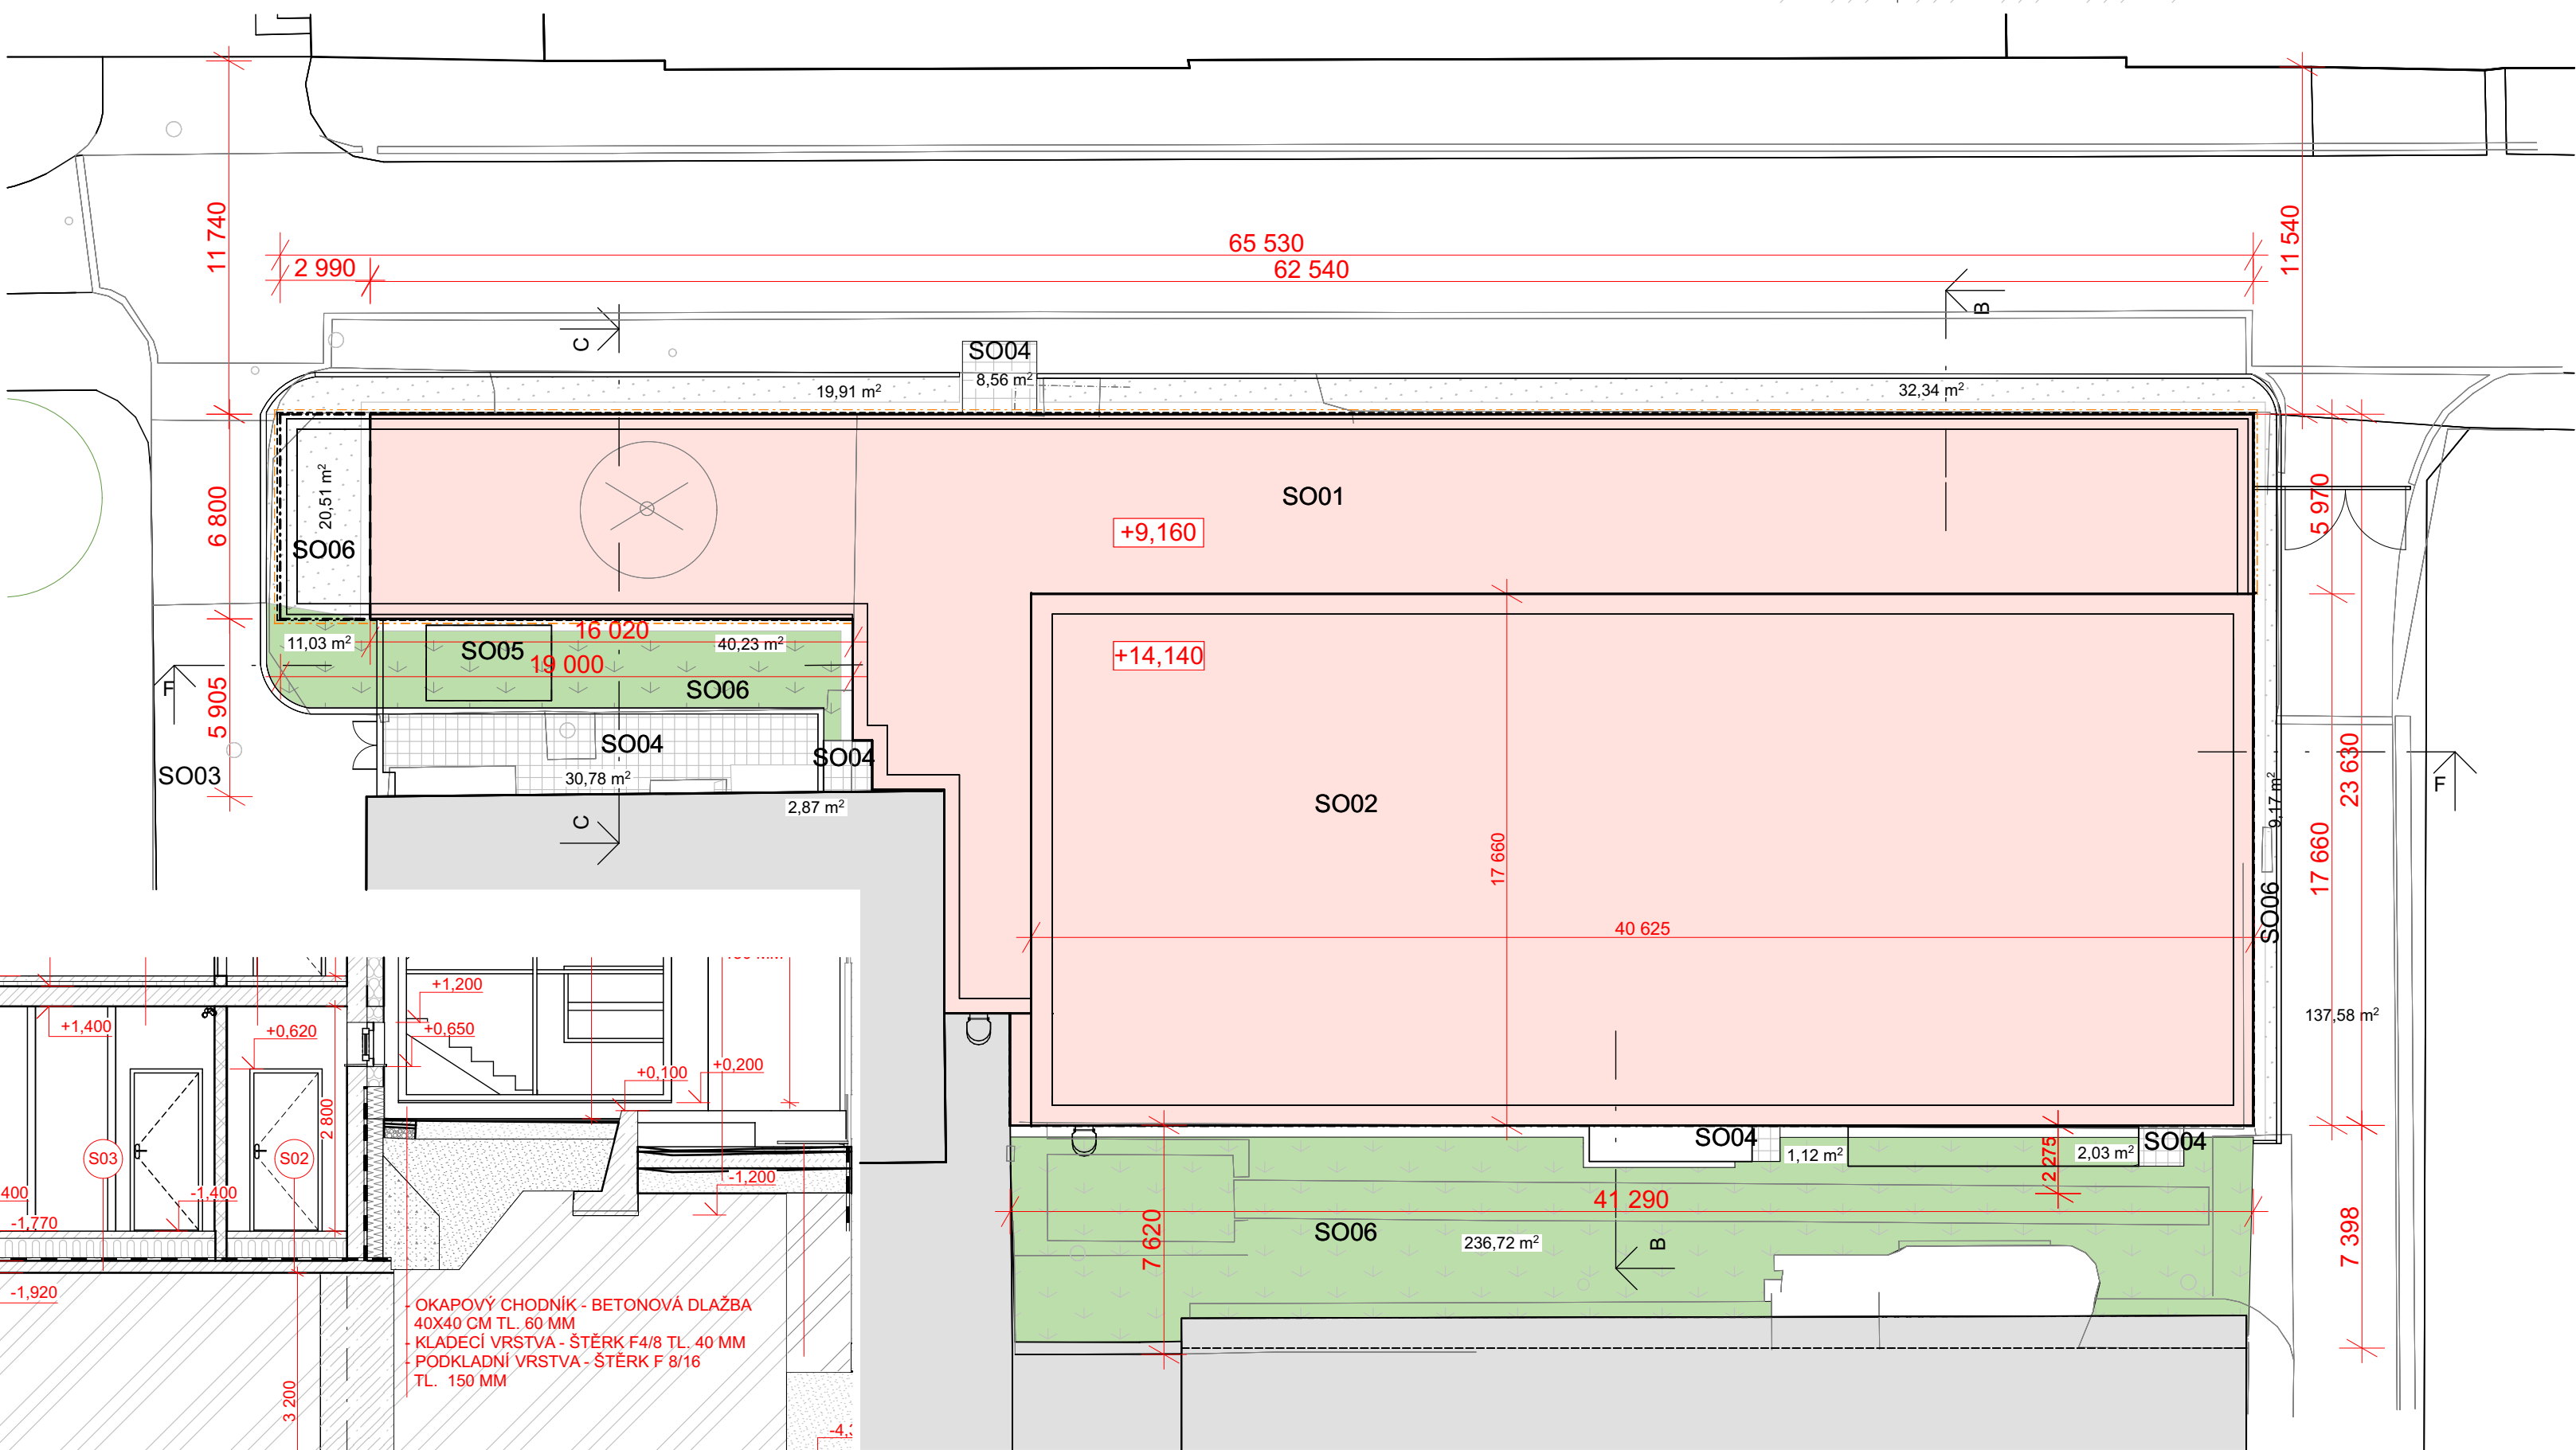 65 530
2 990
62 540
11 740
11 540
B
C
SO04
8,56 m²
19,91 m²
32,34 m²
SO01
+9,160
20,51 m²
SO06
6 800
5 970
16 020
11,03 m²
SO05
40,23 m²
19 000
SO06
+14,140
F
5 905
SO04
SO04
SO03
30,78 m²
2,87 m²
C
SO02
17 660
40 625
9,17 m²
SO06
23 630
17 660
F
137,58 m²
SO04
1,12 m²
2,03 m²
SO04
2 275
41 290
SO06
236,72 m²
B
7 620
7 398
+1,200
+1,400
+0,620
+0,650
+0,100
+0,200
2 800
S03
S02
400
-1,400
-1,770
-1,200
-1,920
3 200
- OKAPOVÝ CHODNÍK - BETONOVÁ DLAŽBA
40X40 CM TL. 60 MM
- KLADECÍ VRSTVA - ŠTĚRK F4/8 TL. 40 MM
- PODKLADNÍ VRSTVA - ŠTĚRK F 8/16
TL. 150 MM